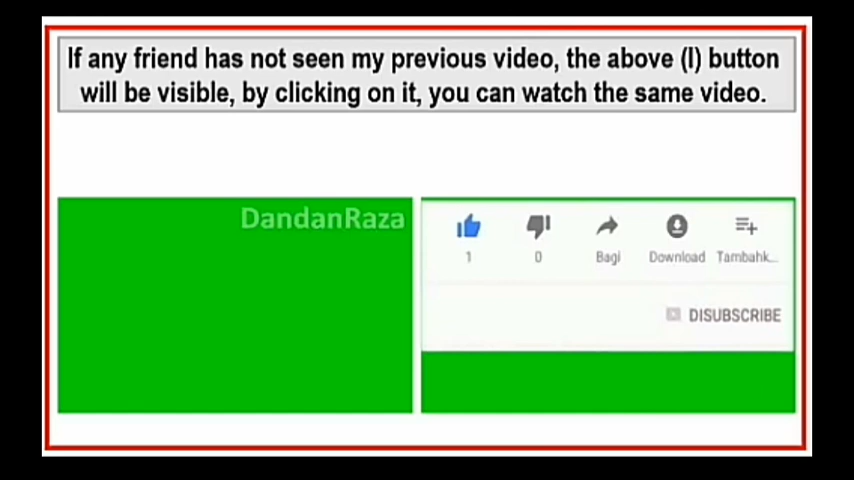 If any friend has not seen my previous video, the above (I) button
will be visible, by clicking on it, you can watch the same video.
DandanRaza
1 0 Bagi Download Tambahk...
DISUBSCRIBE